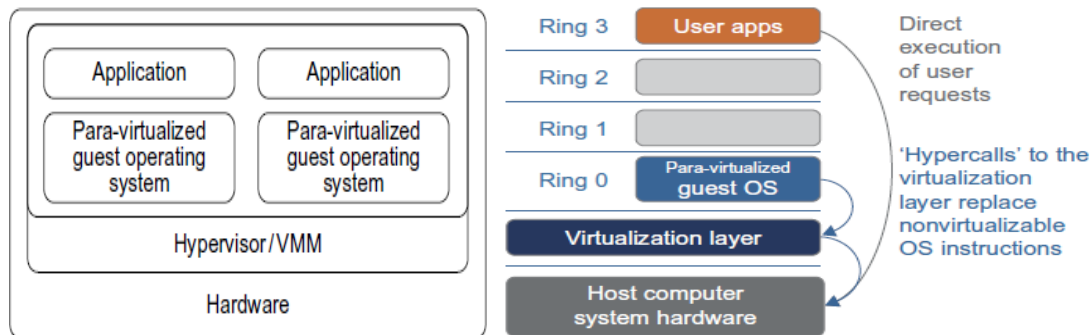 Application
Application
Para-virtualized
guest operating
system
Para-virtualized
guest operating
system
Hypervisor/VMM
Hardware
Ring 3
User apps
Ring 2
Ring 1
Ring 0
Para-virtualized
guest OS
Virtualization layer
Host computer
system hardware
Direct
execution
of user
requests
‘Hypercalls’ to the
virtualization
layer replace
nonvirtualizable
OS instructions